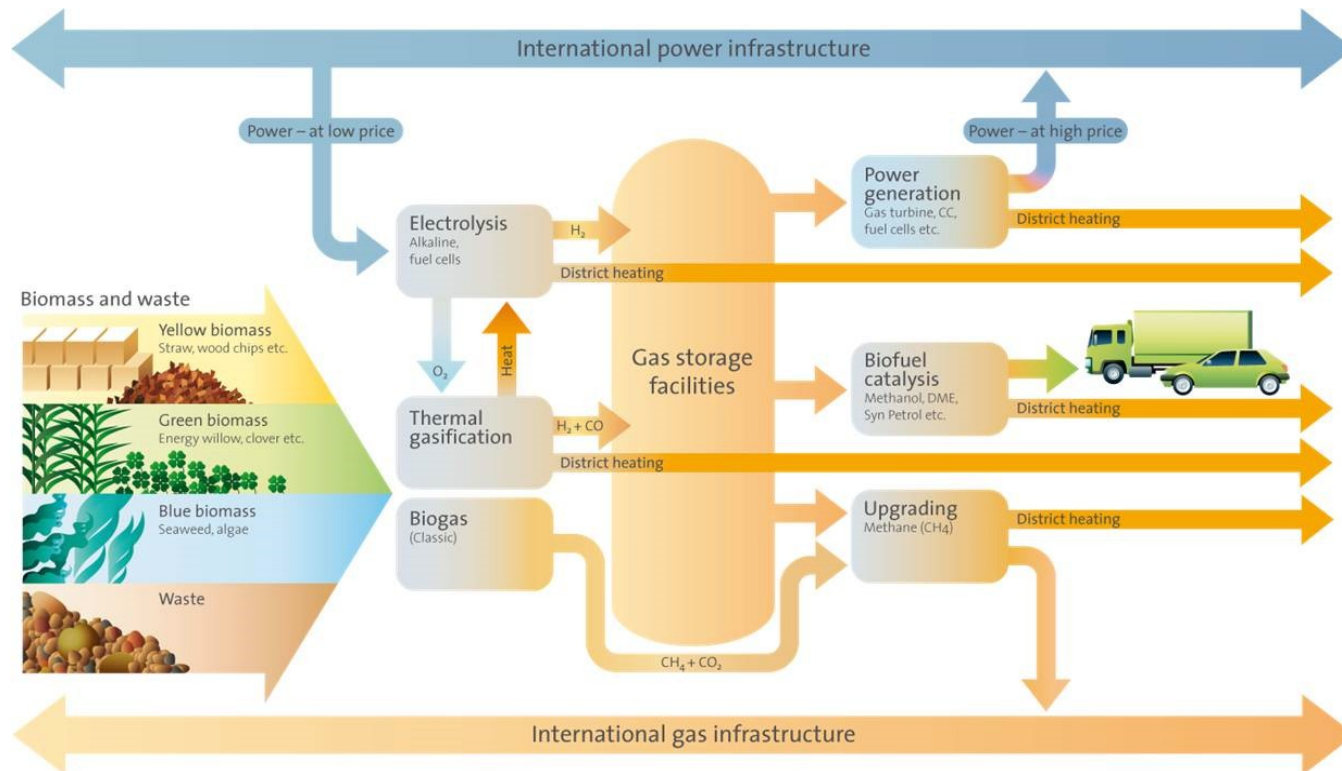 International power infrastructure
Power – at low price
Power – at high price
Electrolysis
Alkaline,
fuel cells
H₂
District heating
Power
generation
Gas turbine, CC,
fuel cells etc.
District heating
Biomass and waste
Yellow biomass
Straw, wood chips etc.
Green biomass
Energy willow, clover etc.
Blue biomass
Seaweed, algae
Waste
O₂
Heat
Thermal
gasification
H₂ + CO
District heating
Gas storage
facilities
Biofuel
catalysis
Methanol, DME,
Syn Petrol etc.
District heating
Biogas
(Classic)
CH₄ + CO₂
Upgrading
Methane (CH4)
District heating
International gas infrastructure